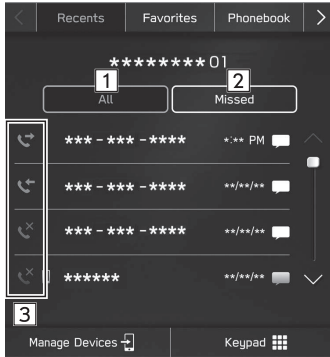 < Recents Favorites Phonebook >
********01
1 2
All Missed
***-***-**** *:** PM
***-***-**** **/**/**
***-***-**** **/**/**
****** **/**/**
3
Manage Devices Keypad